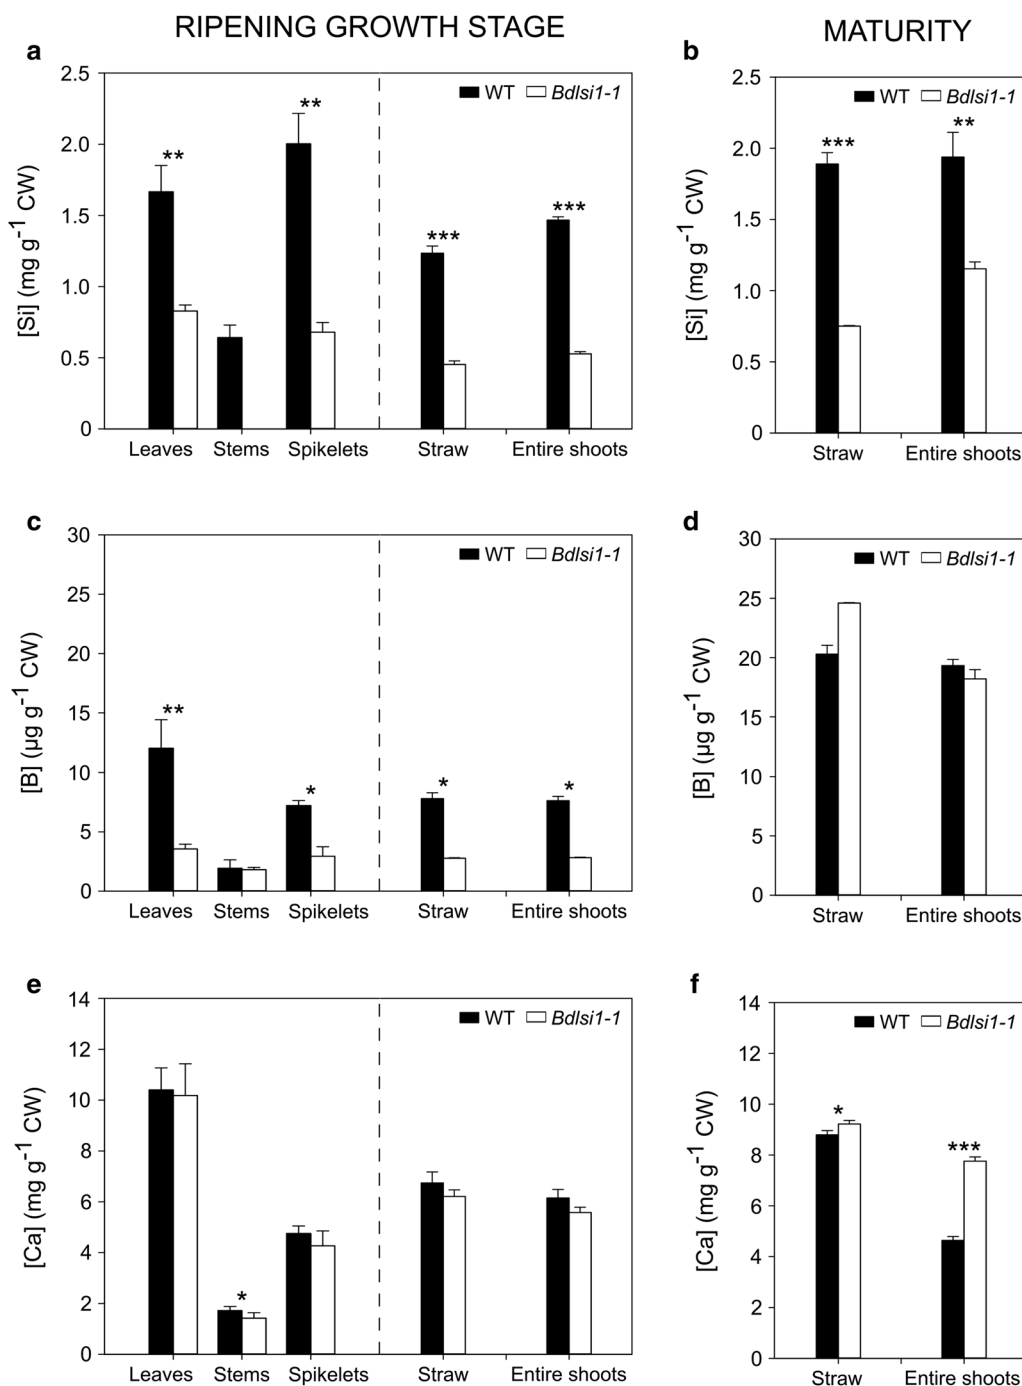 RIPENING GROWTH STAGE
MATURITY
a
[Si] (mg g⁻¹ CW)
2.5
2.0
1.5
1.0
0.5
0
WT Bdlsi1-1
**
**
***
***
Leaves Stems Spikelets Straw Entire shoots
b
[Si] (mg g⁻¹ CW)
2.5
2.0
1.5
1.0
0.5
0
WT Bdlsi1-1
***
**
Straw Entire shoots
c
[B] (µg g⁻¹ CW)
30
25
20
15
10
5
0
WT Bdlsi1-1
**
*
*
*
Leaves Stems Spikelets Straw Entire shoots
d
[B] (µg g⁻¹ CW)
30
25
20
15
10
5
0
WT Bdlsi1-1
Straw Entire shoots
e
[Ca] (mg g⁻¹ CW)
14
12
10
8
6
4
2
0
WT Bdlsi1-1
*
Leaves Stems Spikelets Straw Entire shoots
f
[Ca] (mg g⁻¹ CW)
14
12
10
8
6
4
2
0
WT Bdlsi1-1
*
***
Straw Entire shoots